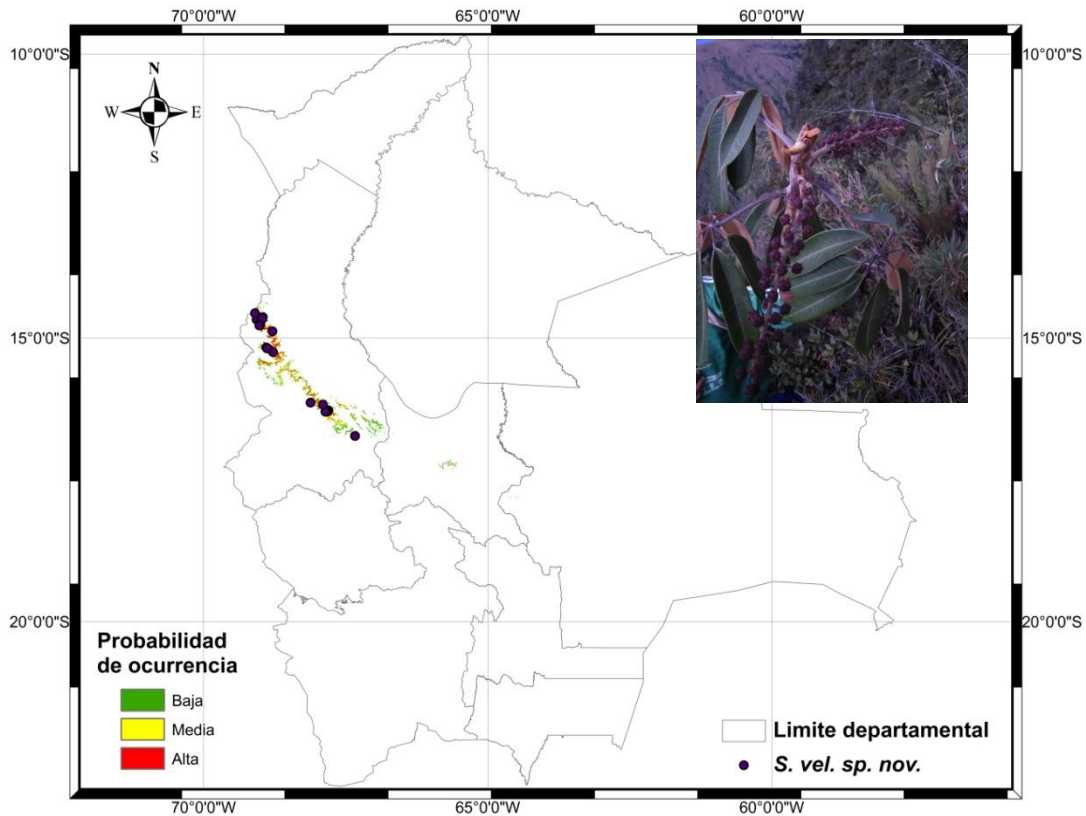 70°0'0"W 65°0'0"W 60°0'0"W
10°0'0"S 10°0'0"S
N
W E
S
15°0'0"S 15°0'0"S
20°0'0"S 20°0'0"S
Probabilidad
de ocurrencia
Baja
Media
Alta
Limite departamental
S. vel. sp. nov.
70°0'0"W 65°0'0"W 60°0'0"W